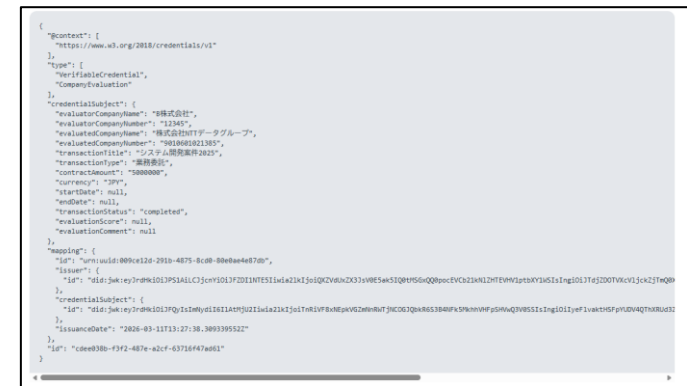 {
"@context": [
"https://www.w3.org/2018/credentials/v1"
],
"type": [
"VerifiableCredential",
"CompanyEvaluation"
],
"credentialSubject": {
"evaluatorCompanyName": "B株式会社",
"evaluatorCompanyNumber": "12345",
"evaluatedCompanyName": "株式会社NTTデータグループ",
"evaluatedCompanyNumber": "9010601021385",
"transactionTitle": "システム開発案件2025",
"transactionType": "業務委託",
"contractAmount": "5000000",
"currency": "JPY",
"startDate": null,
"endDate": null,
"transactionStatus": "completed",
"evaluationScore": null,
"evaluationComment": null
},
"mapping": {
"id": "urn:uuid:009ce12d-291b-4875-8cd0-80e0ae4e87db",
"issuer": {
"id":
},
"credentialSubject": {
"id":
},
"issuanceDate": "2026-03-11T13:27:38.309339552Z"
},
"id": "cdee038b-f3f2-487e-a2cf-63716f47ad61"
}